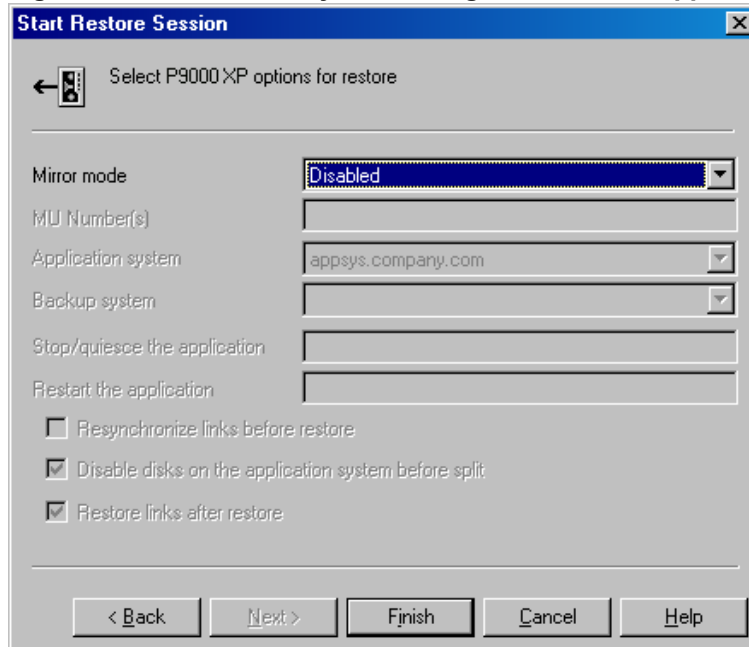 Start Restore Session
Select P9000 XP options for restore
Mirror mode
Disabled
MU Number(s)
Application system
appsys.company.com
Backup system
Stop/quiesce the application
Restart the application
Resynchronize links before restore
Disable disks on the application system before split
Restore links after restore
< Back
Next >
Finish
Cancel
Help